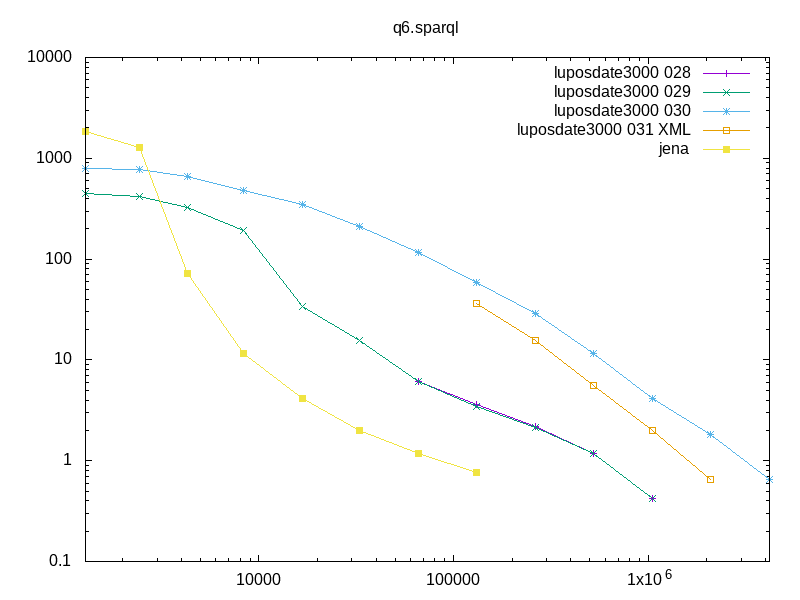 q6.sparql
10000
1000
100
10
1
0.1
luposdate3000 028
luposdate3000 029
luposdate3000 030
luposdate3000 031 XML
jena
10000
100000
1x10^6